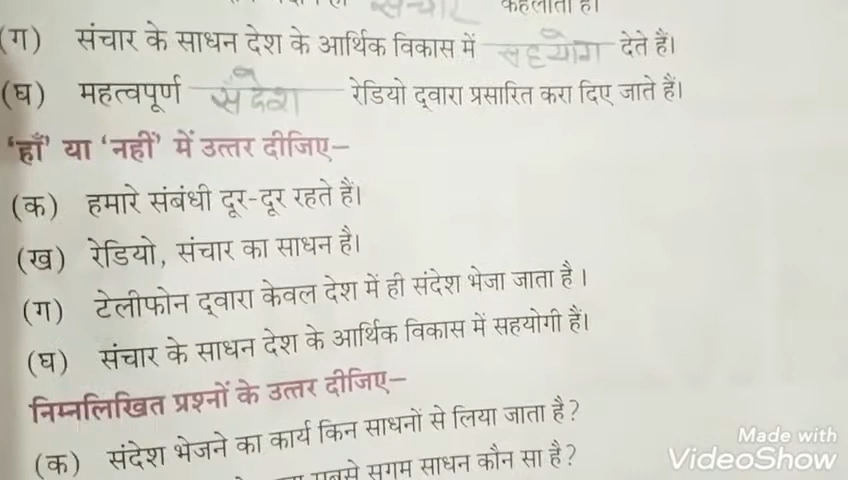 संचार कहलाता है।
(ग) संचार के साधन देश के आर्थिक विकास में सहयोग देते हैं।
(घ) महत्वपूर्ण संदेश रेडियो द्वारा प्रसारित करा दिए जाते हैं।
'हाँ' या 'नहीं' में उत्तर दीजिए–
(क) हमारे संबंधी दूर-दूर रहते हैं।
(ख) रेडियो, संचार का साधन है।
(ग) टेलीफोन द्वारा केवल देश में ही संदेश भेजा जाता है ।
(घ) संचार के साधन देश के आर्थिक विकास में सहयोगी हैं।
निम्नलिखित प्रश्नों के उत्तर दीजिए–
(क) संदेश भेजने का कार्य किन साधनों से लिया जाता है?
सबसे सुगम साधन कौन सा है?
Made with
VideoShow